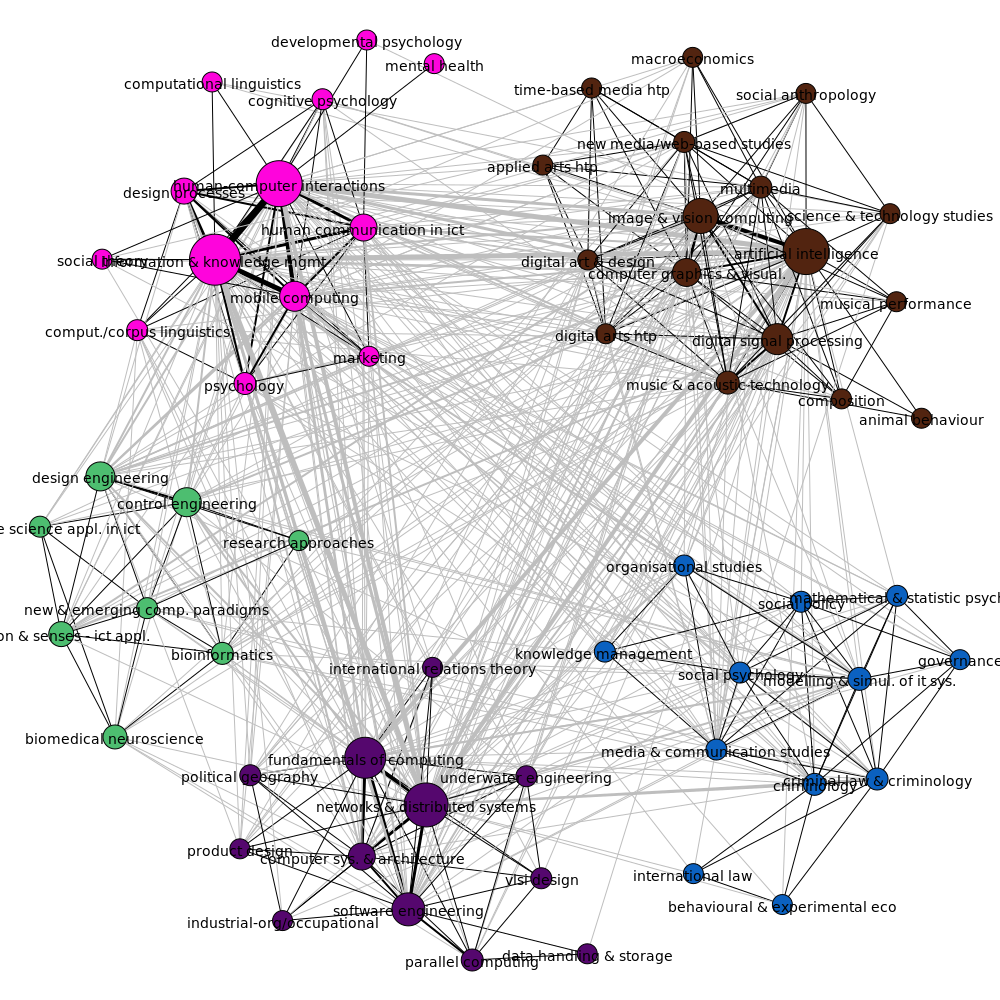 developmental psychology
mental health
computational linguistics
cognitive psychology
design processes
human-computer interactions
human communication in ict
social theory
information & knowledge mgmt
mobile computing
comput./corpus linguistics
marketing
psychology
macroeconomics
time-based media htp
social anthropology
new media/web-based studies
applied arts htp
multimedia
image & vision computing
science & technology studies
artificial intelligence
digital art & design
computer graphics & visual.
musical performance
digital arts htp
digital signal processing
music & acoustic technology
composition
animal behaviour
design engineering
control engineering
e science appl. in ict
research approaches
new & emerging comp. paradigms
on & senses - ict appl.
bioinformatics
biomedical neuroscience
organisational studies
mathematical & statistic psych
social policy
knowledge management
governance
social psychology
modelling & simul. of it sys.
media & communication studies
criminal law & criminology
criminology
international law
behavioural & experimental eco
international relations theory
fundamentals of computing
political geography
underwater engineering
networks & distributed systems
product design
computer sys. & architecture
vlsi design
software engineering
industrial-org/occupational
data handling & storage
parallel computing